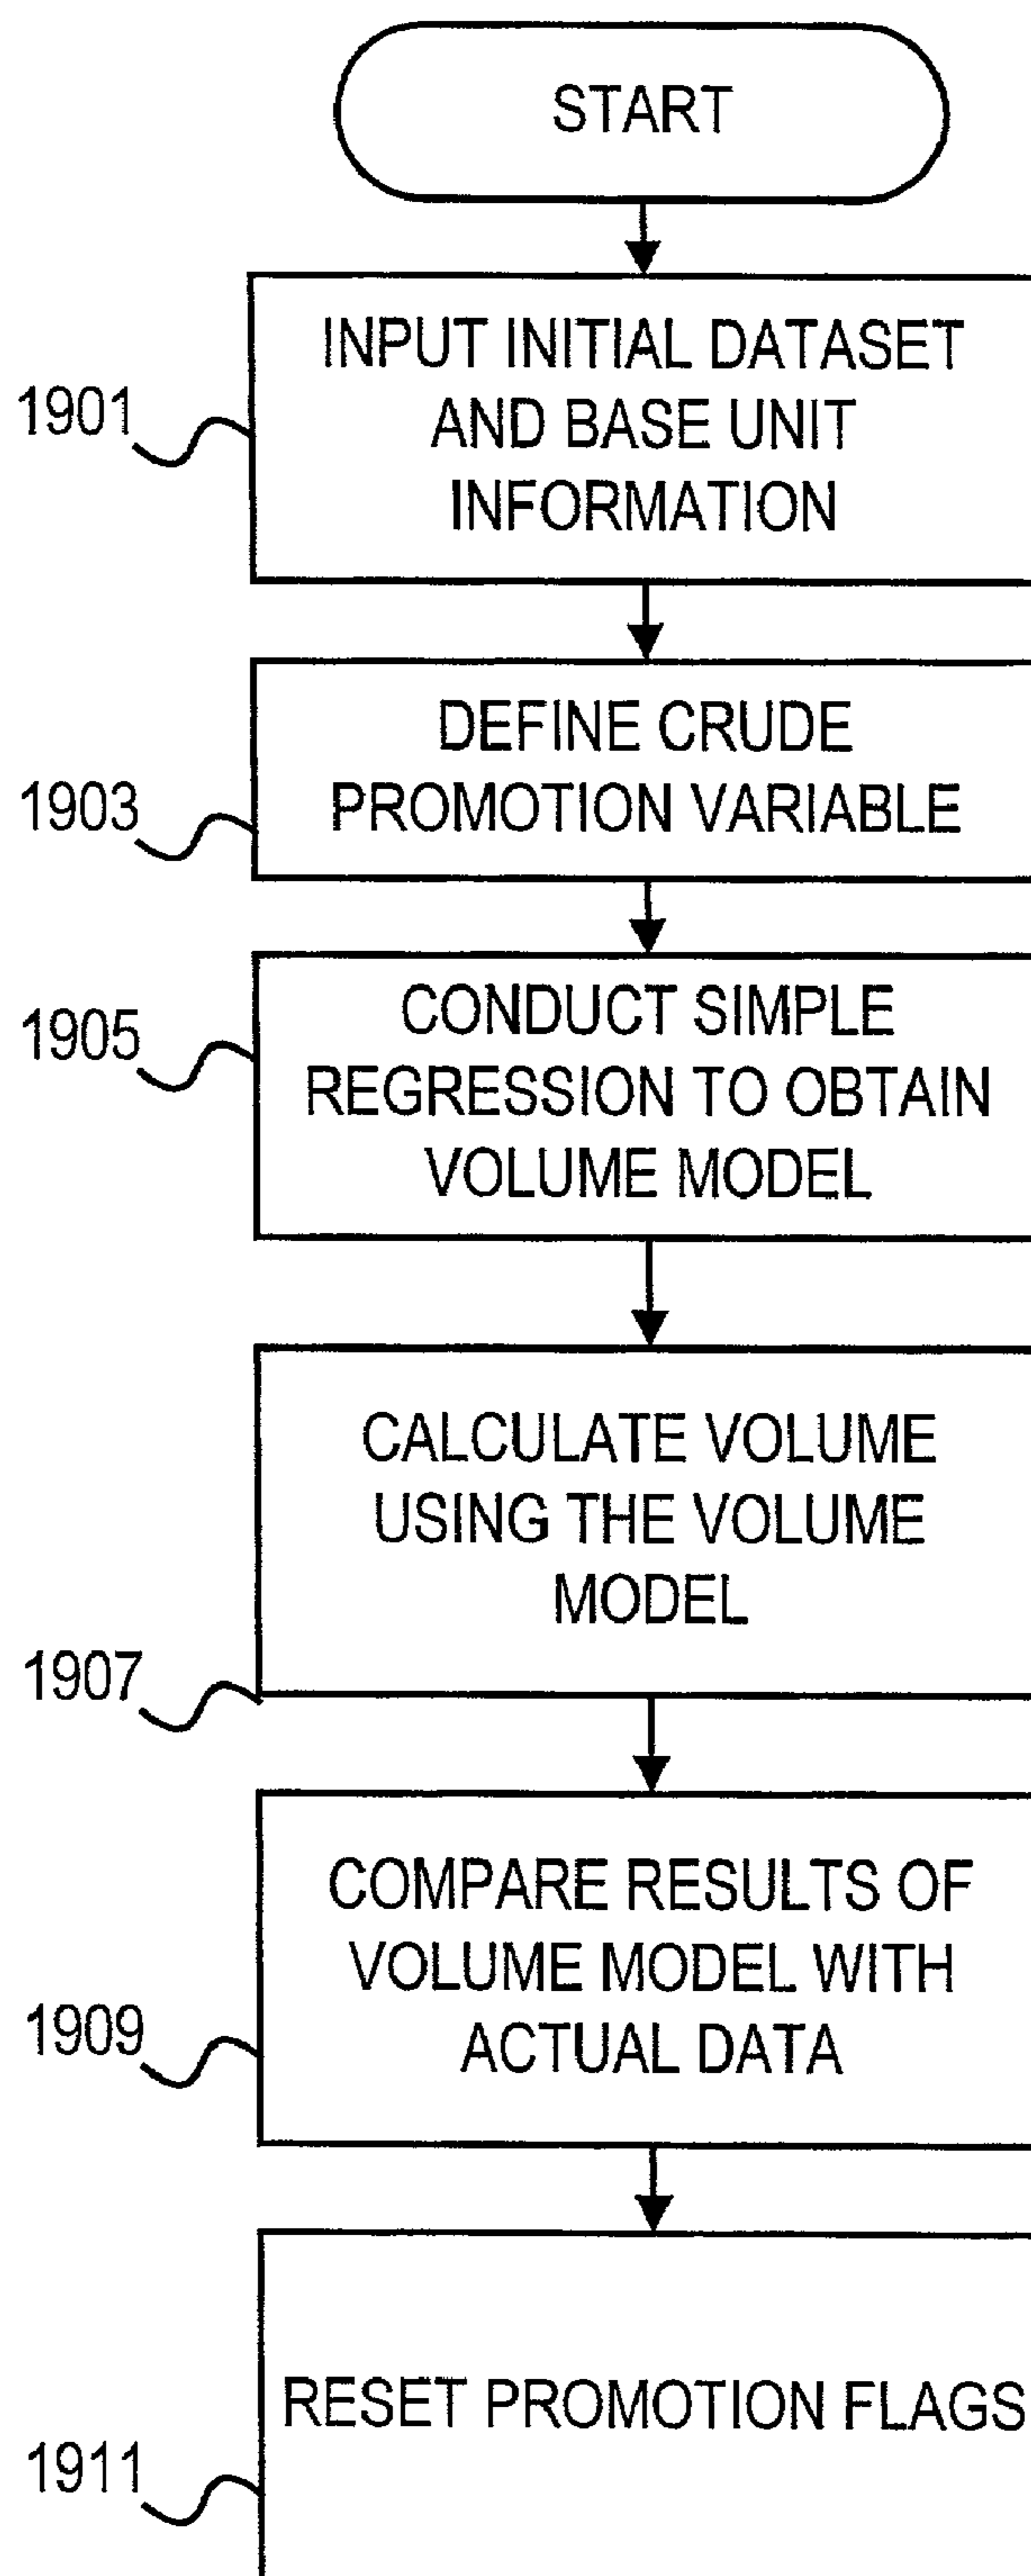 START
INPUT INITIAL DATASET
AND BASE UNIT
INFORMATION
1901
DEFINE CRUDE
PROMOTION VARIABLE
1903
CONDUCT SIMPLE
REGRESSION TO OBTAIN
VOLUME MODEL
1905
CALCULATE VOLUME
USING THE VOLUME
MODEL
1907
COMPARE RESULTS OF
VOLUME MODEL WITH
ACTUAL DATA
1909
RESET PROMOTION FLAGS
1911